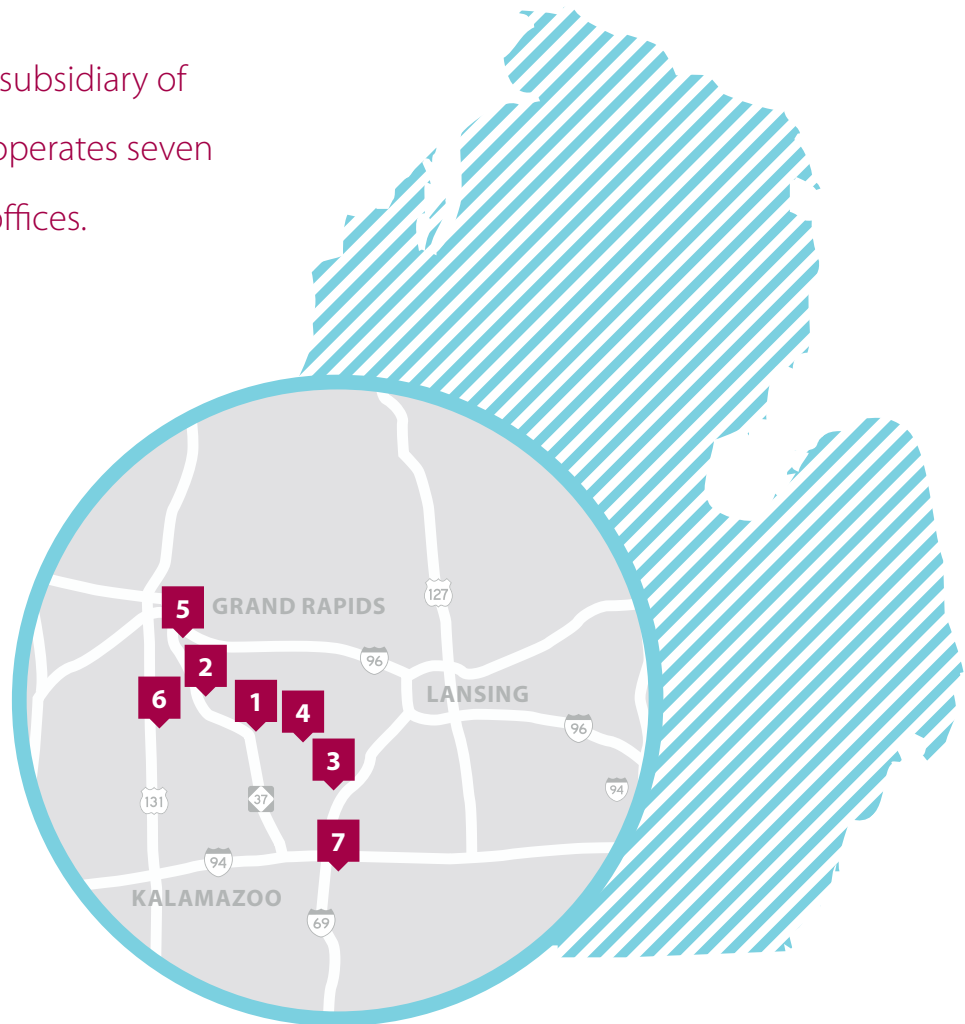 subsidiary of
operates seven
offices.
127
5 GRAND RAPIDS
96
2
6
1
4
LANSING
96
3
94
131
37
7
94
KALAMAZOO
69